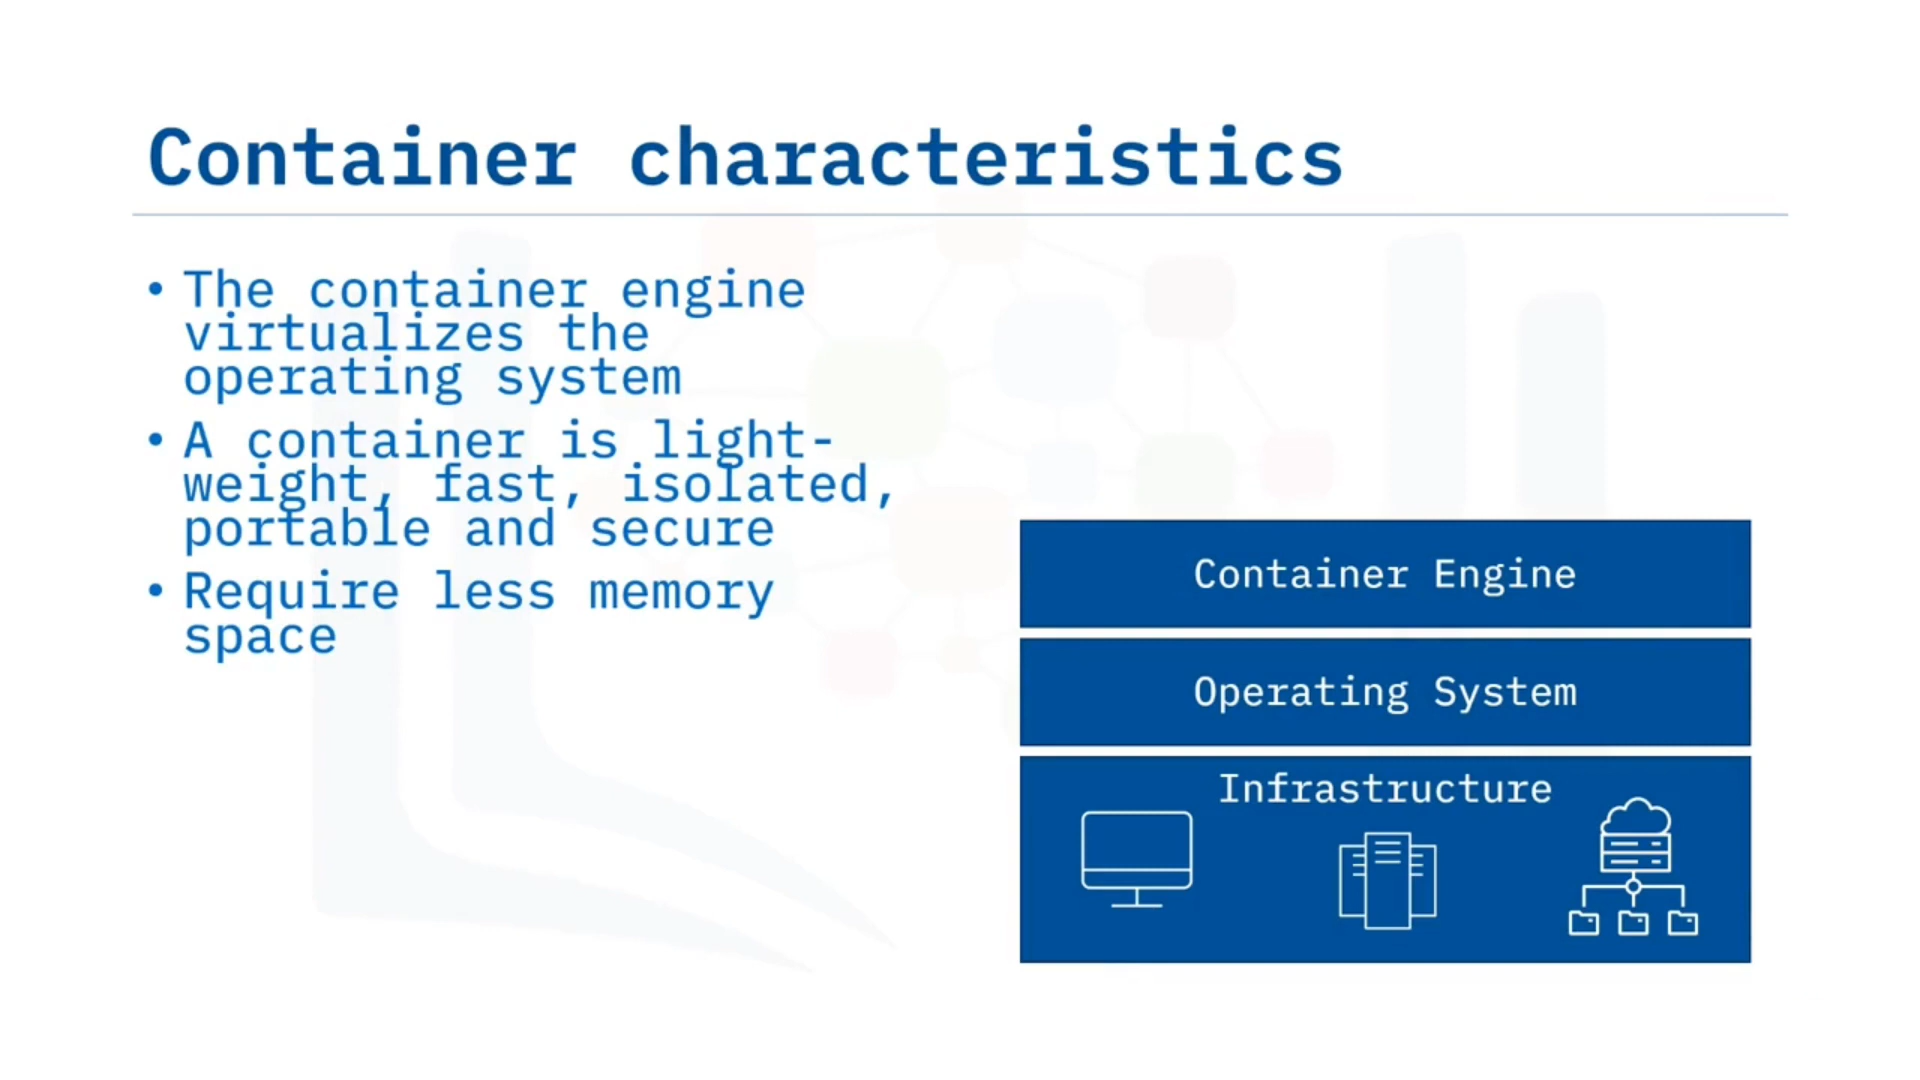 Container characteristics
• The container engine
virtualizes the
operating system
• A container is light-
weight, fast, isolated,
portable and secure
• Require less memory
space
Container Engine
Operating System
Infrastructure